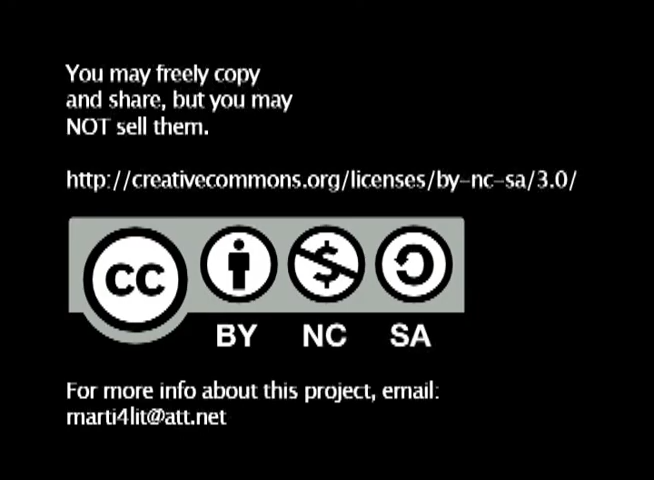 You may freely copy
and share, but you may
NOT sell them.
http://creativecommons.org/licenses/by-nc-sa/3.0/
CC
BY NC SA
For more info about this project, email:
marti4lit@att.net